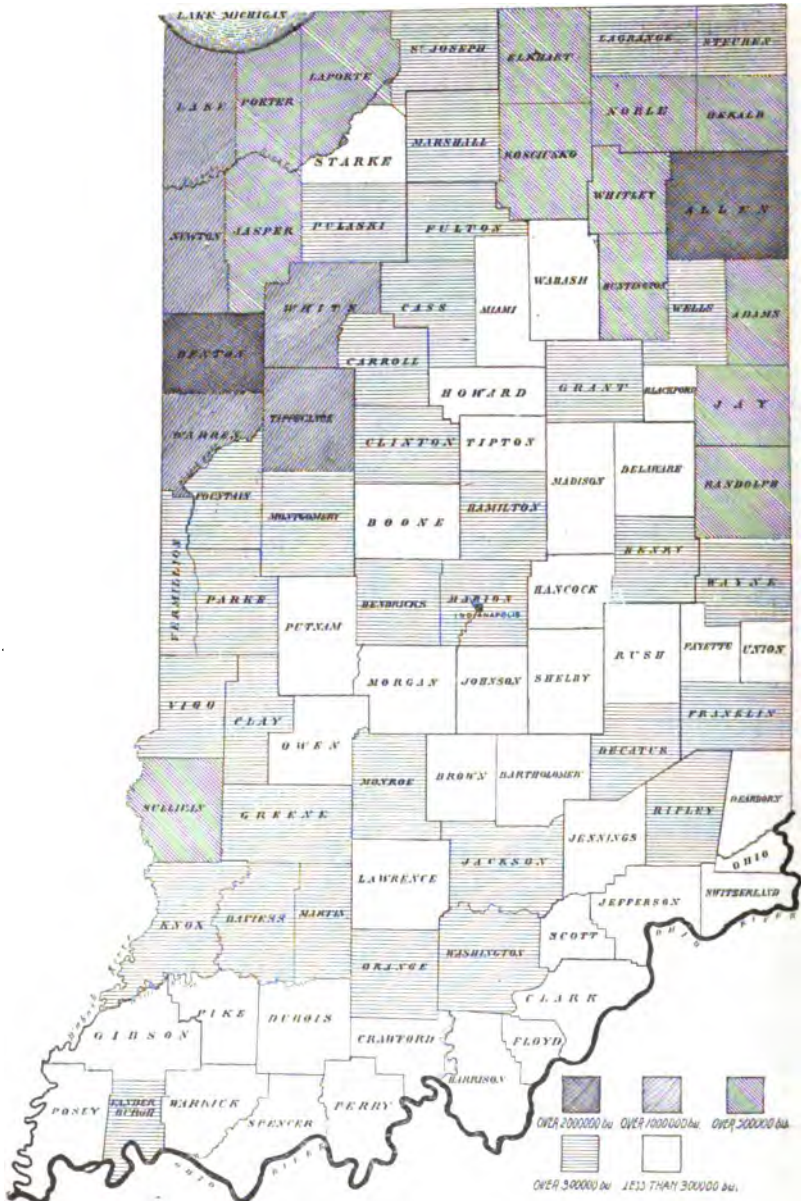 LAKE MICHIGAN
ST. JOSEPH
ELKHART
LAGRANGE
STEUBEN
LAPORTE
LAKE
PORTER
NOBLE
DEKALB
MARSHALL
KOSCIUSKO
STARKE
WHITLEY
ALLEN
NEWTON
JASPER
PULASKI
FULTON
WABASH
HUNTINGTON
WHITE
CASS
MIAMI
WELLS
ADAMS
BENTON
CARROLL
HOWARD
GRANT
BLACKFORD
JAY
WARREN
TIPPECANOE
CLINTON
TIPTON
MADISON
DELAWARE
RANDOLPH
FOUNTAIN
MONTGOMERY
BOONE
HAMILTON
HENRY
WAYNE
VERMILLION
PARKE
HENDRICKS
MARION
INDIANAPOLIS
HANCOCK
PUTNAM
RUSH
FAYETTE
UNION
MORGAN
JOHNSON
SHELBY
VIGO
CLAY
FRANKLIN
OWEN
DECATUR
MONROE
BROWN
BARTHOLOMEW
SULLIVAN
GREENE
RIPLEY
DEARBORN
JENNINGS
JACKSON
OHIO
LAWRENCE
JEFFERSON
SWITZERLAND
KNOX
DAVIESS
MARTIN
SCOTT
OHIO RIVER
WASHINGTON
ORANGE
CLARK
PIKE
DUBOIS
GIBSON
CRAWFORD
FLOYD
HARRISON
POSEY
VANDER-
BURGH
WARRICK
PERRY
SPENCER
OHIO RIVER
OVER 2000000 bu. OVER 1000000 bu. OVER 500000 bu.
OVER 300000 bu. LESS THAN 300000 bu.